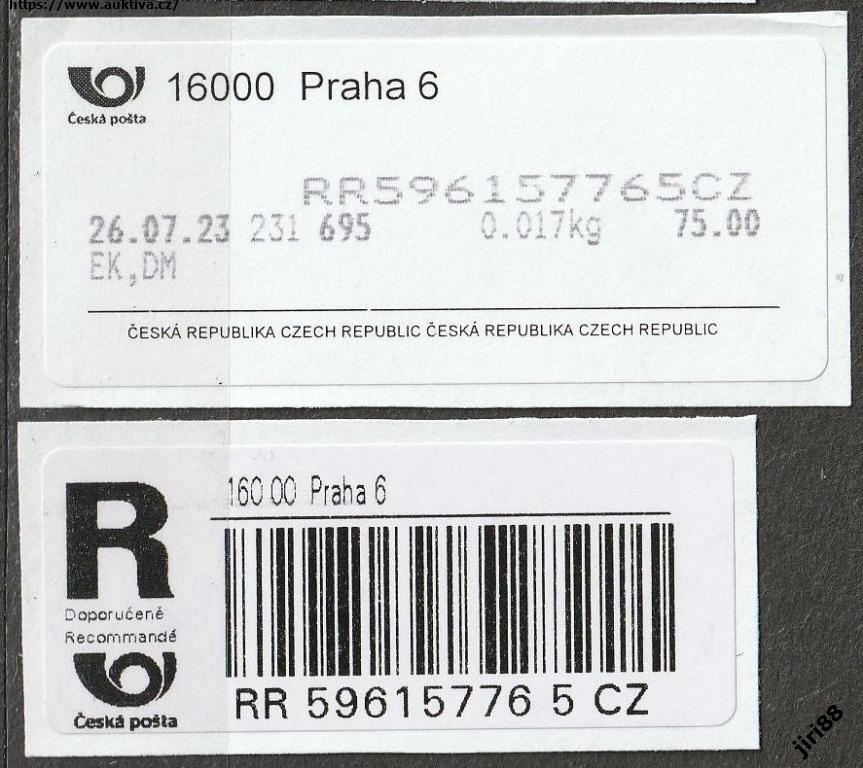 https://www.auktiva.cz/
Česká pošta
16000 Praha 6
RR596157765CZ
26.07.23 231 695 0.017kg 75.00
EK,DM
ČESKÁ REPUBLIKA CZECH REPUBLIC ČESKÁ REPUBLIKA CZECH REPUBLIC
R
160 00 Praha 6
Doporučeně
Recommandé
Česká pošta
RR 59615776 5 CZ
jiri88